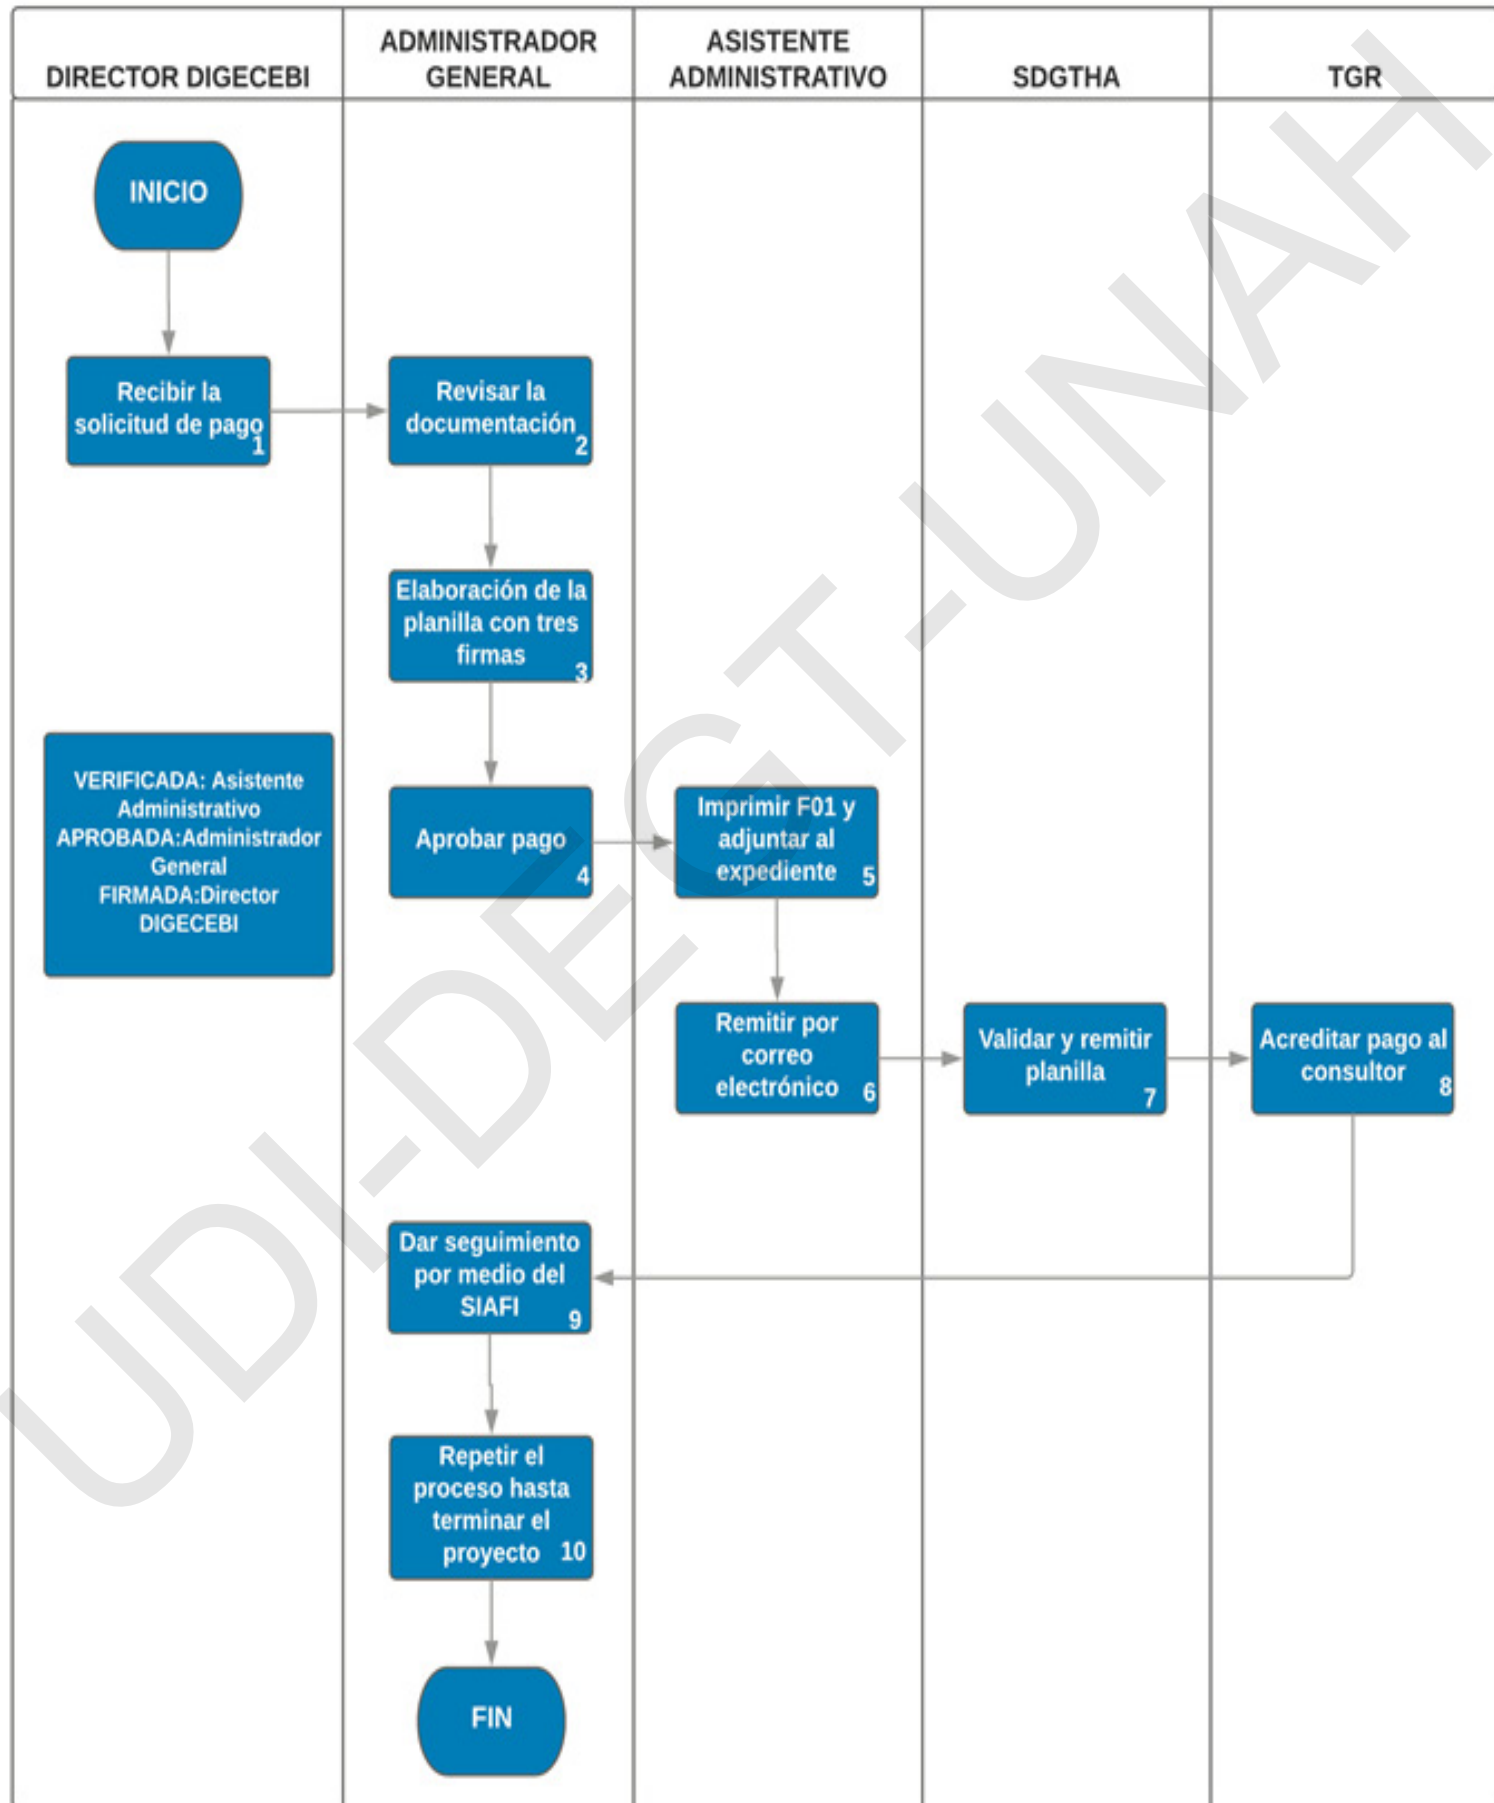 DIRECTOR DIGECEBI
ADMINISTRADOR
GENERAL
ASISTENTE
ADMINISTRATIVO
SDGTHA
TGR
INICIO
Recibir la
solicitud de pago
1
Revisar la
documentación
2
Elaboración de la
planilla con tres
firmas
3
VERIFICADA: Asistente
Administrativo
APROBADA:Administrador
General
FIRMADA:Director
DIGECEBI
Aprobar pago
4
Imprimir F01 y
adjuntar al
expediente
5
Remitir por
correo
electrónico
6
Validar y remitir
planilla
7
Acreditar pago al
consultor
8
Dar seguimiento
por medio del
SIAFI
9
Repetir el
proceso hasta
terminar el
proyecto
10
FIN
UDI-DEGT-UNAH